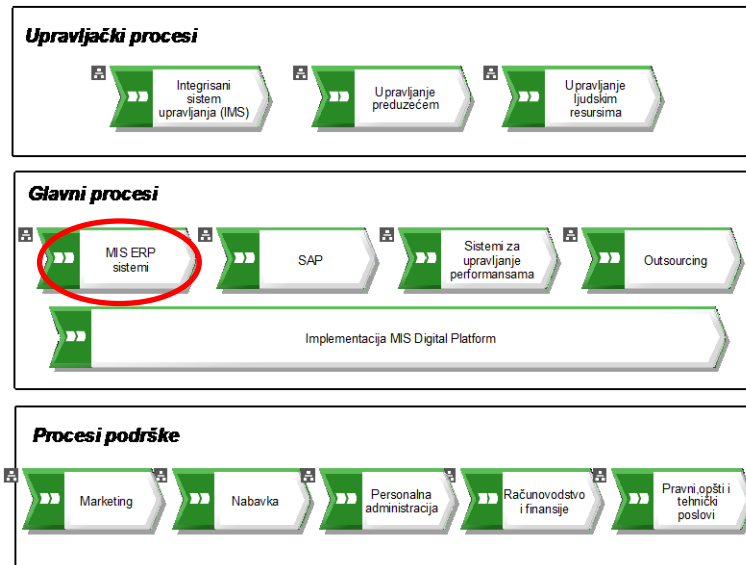 Upravljački procesi
Integrisani
sistem
upravljanja (IMS)
Upravljanje
preduzećem
Upravljanje
ljudskim
resursima
Glavni procesi
MIS ERP
sistemi
SAP
Sistemi za
upravljanje
performansama
Outsourcing
Implementacija MIS Digital Platform
Procesi podrške
Marketing
Nabavka
Personalna
administracija
Računovodstvo
i finansije
Pravni,opšti i
tehnički
poslovi